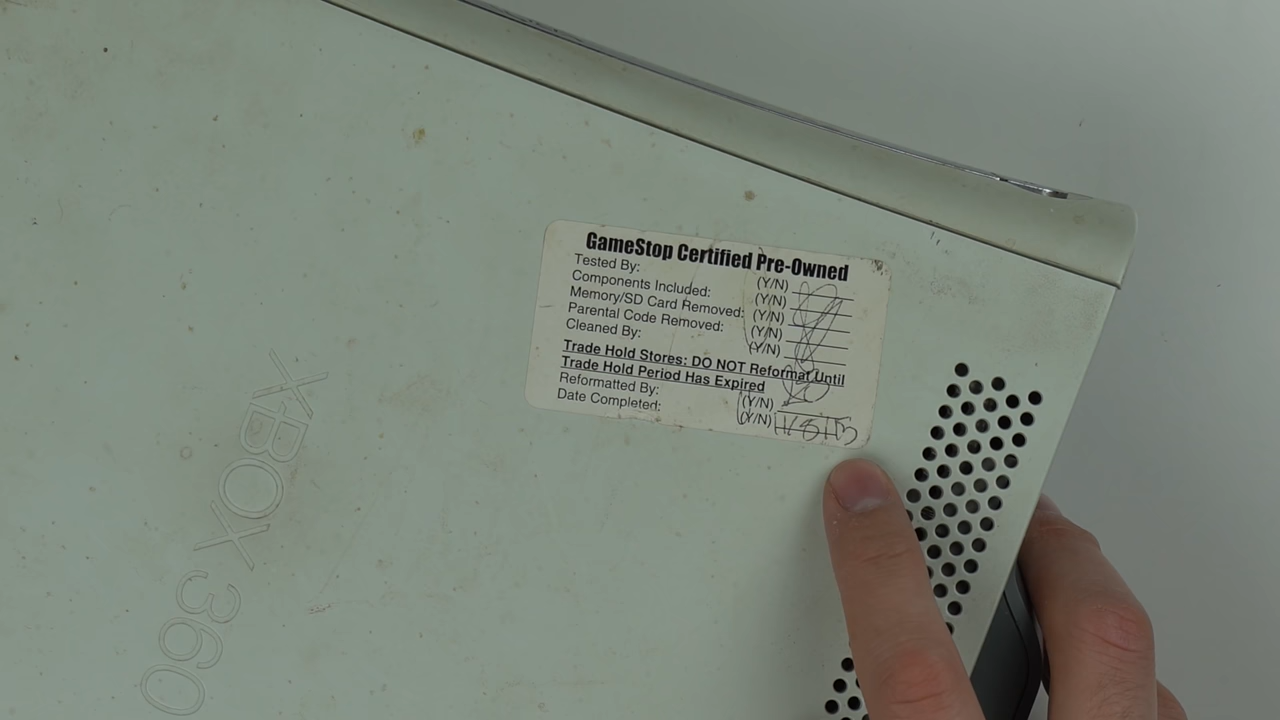 GameStop Certified Pre-Owned
Tested By: (Y/N)
Components Included: (Y/N)
Memory/SD Card Removed: (Y/N)
Parental Code Removed: (Y/N)
Cleaned By: (Y/N)
Trade Hold Stores: DO NOT Reformat Until
Trade Hold Period Has Expired
Reformatted By: (Y/N)
Date Completed: (Y/N)
XBOX 360